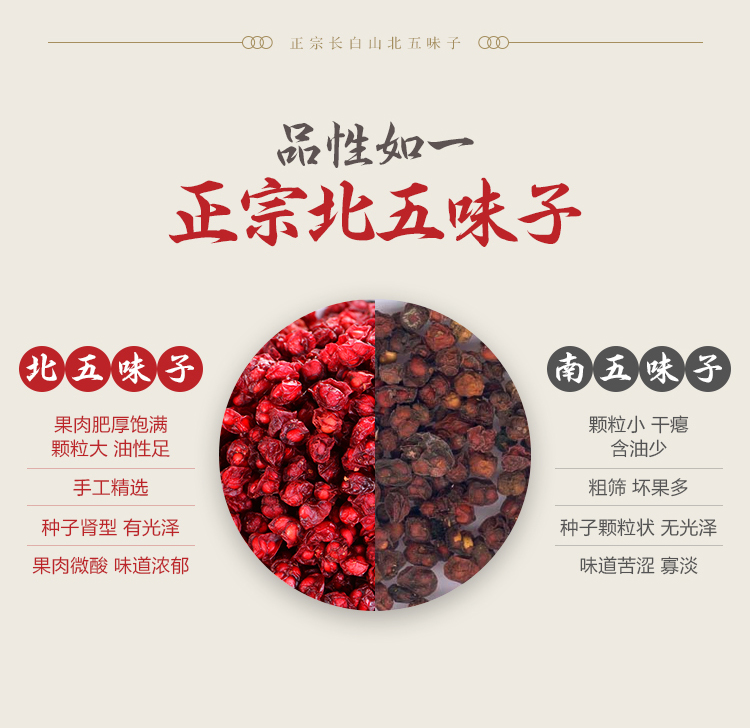 正宗长白山北五味子
品性如一
正宗北五味子
北五味子
果肉肥厚饱满
颗粒大 油性足
手工精选
种子肾型 有光泽
果肉微酸 味道浓郁
南五味子
颗粒小 干瘪
含油少
粗筛 坏果多
种子颗粒状 无光泽
味道苦涩 寡淡